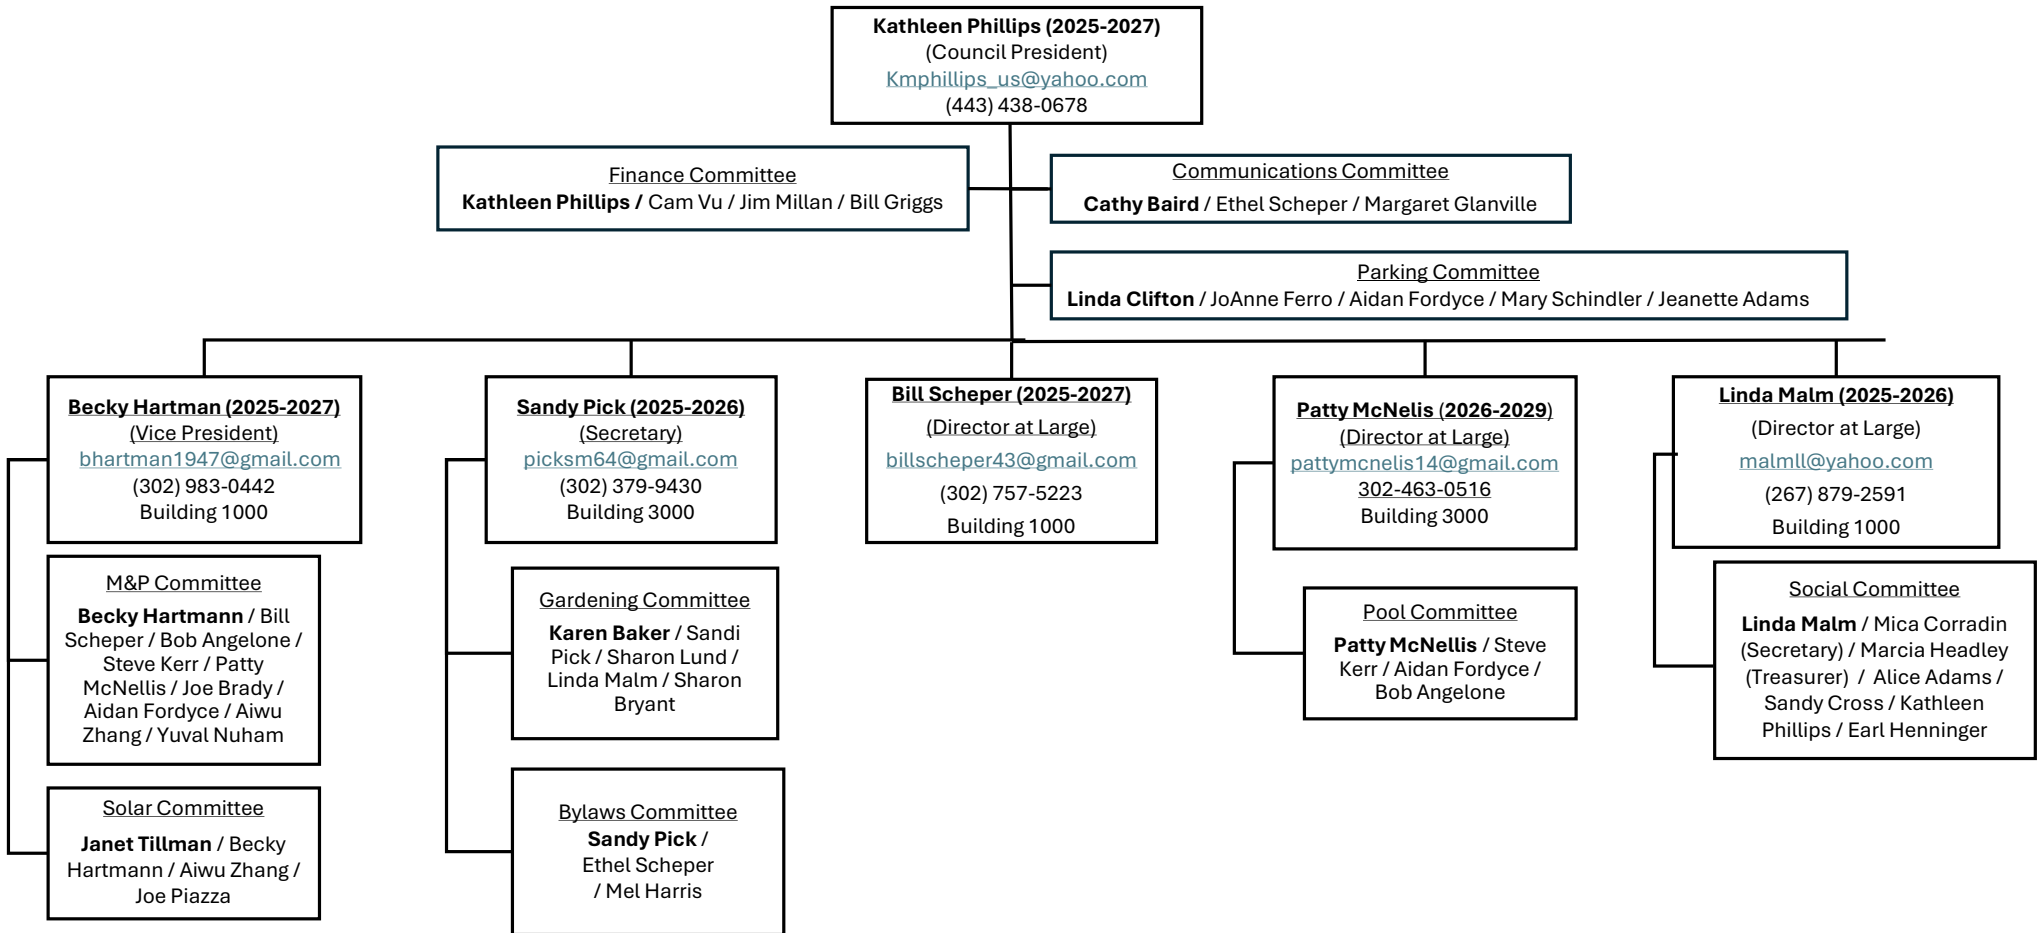 Kathleen Phillips (2025-2027)
(Council President)
Kmphillips_us@yahoo.com
(443) 438-0678
Finance Committee
Kathleen Phillips / Cam Vu / Jim Millan / Bill Griggs
Communications Committee
Cathy Baird / Ethel Scheper / Margaret Glanville
Parking Committee
Linda Clifton / JoAnne Ferro / Aidan Fordyce / Mary Schindler / Jeanette Adams
Becky Hartman (2025-2027)
(Vice President)
bhartman1947@gmail.com
(302) 983-0442
Building 1000
M&P Committee
Becky Hartmann / Bill
Scheper / Bob Angelone /
Steve Kerr / Patty
McNellis / Joe Brady /
Aidan Fordyce / Aiwu
Zhang / Yuval Nuham
Solar Committee
Janet Tillman / Becky
Hartmann / Aiwu Zhang /
Joe Piazza
Sandy Pick (2025-2026)
(Secretary)
picksm64@gmail.com
(302) 379-9430
Building 3000
Gardening Committee
Karen Baker / Sandi
Pick / Sharon Lund /
Linda Malm / Sharon
Bryant
Bylaws Committee
Sandy Pick /
Ethel Scheper
/ Mel Harris
Bill Scheper (2025-2027)
(Director at Large)
billscheper43@gmail.com
(302) 757-5223
Building 1000
Patty McNelis (2026-2029)
(Director at Large)
pattymcnelis14@gmail.com
302-463-0516
Building 3000
Pool Committee
Patty McNellis / Steve
Kerr / Aidan Fordyce /
Bob Angelone
Linda Malm (2025-2026)
(Director at Large)
malmll@yahoo.com
(267) 879-2591
Building 1000
Social Committee
Linda Malm / Mica Corradin
(Secretary) / Marcia Headley
(Treasurer) / Alice Adams /
Sandy Cross / Kathleen
Phillips / Earl Henninger